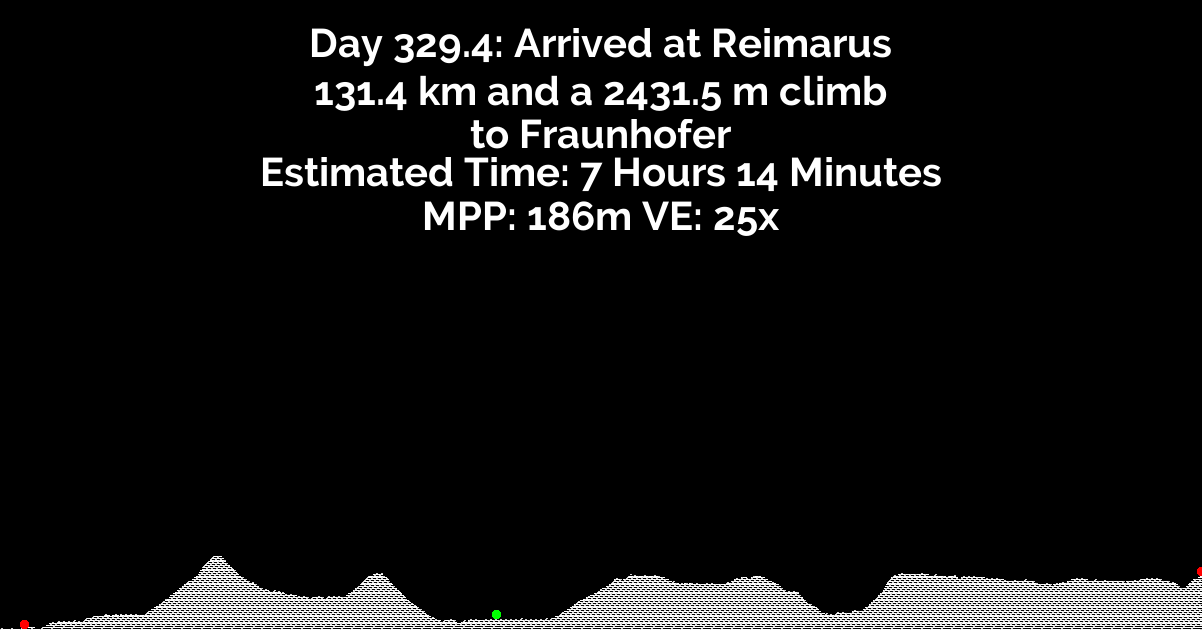 Day 329.4: Arrived at Reimarus
131.4 km and a 2431.5 m climb
to Fraunhofer
Estimated Time: 7 Hours 14 Minutes
MPP: 186m VE: 25x